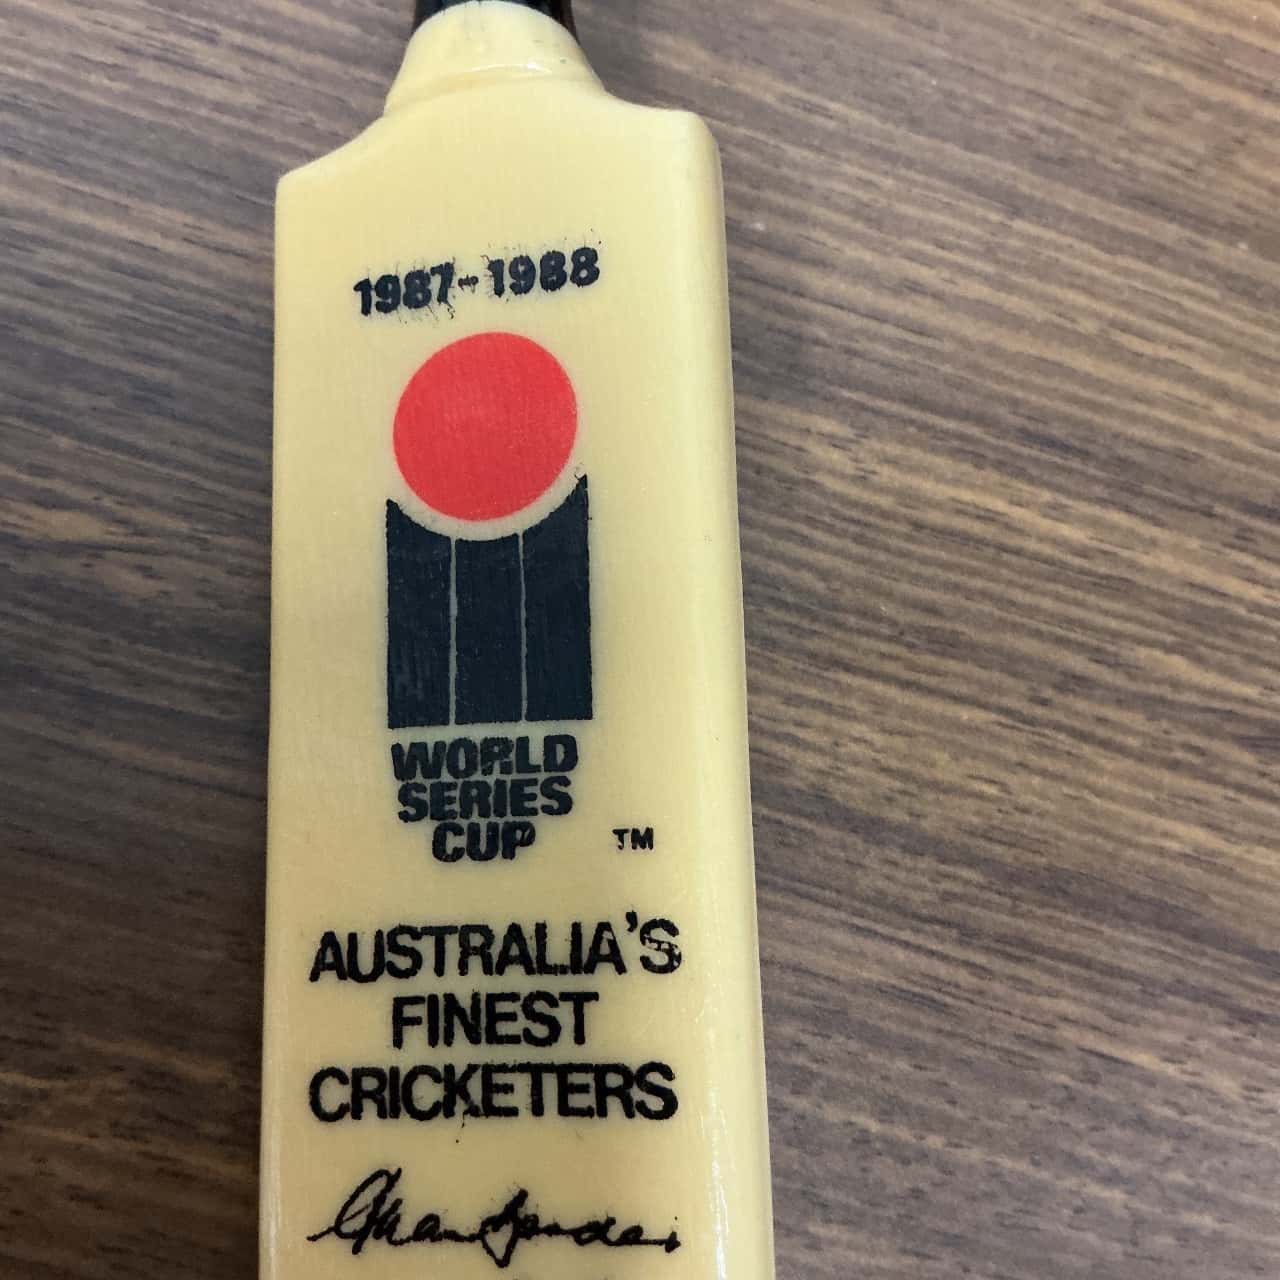 1987-1988
WORLD
SERIES
CUP
TM
AUSTRALIA'S
FINEST
CRICKETERS